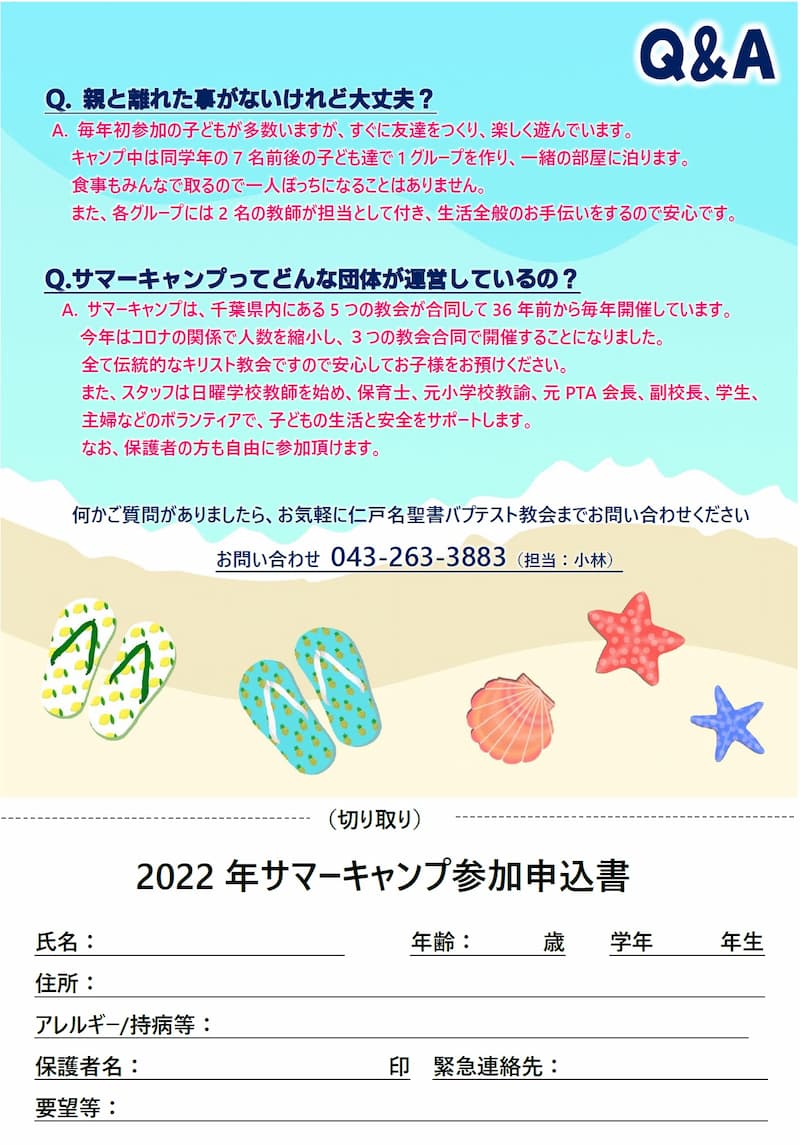 Q&A
Q. 親と離れた事がないけれど大丈夫？
A. 毎年初参加の子どもが多数いますが、すぐに友達をつくり、楽しく遊んでいます。
キャンプ中は同学年の７名前後の子ども達で１グループを作り、一緒の部屋に泊ります。
食事もみんなで取るので一人ぼっちになることはありません。
また、各グループには２名の教師が担当として付き、生活全般のお手伝いをするので安心です。
Q.サマーキャンプってどんな団体が運営しているの？
A. サマーキャンプは、千葉県内にある５つの教会が合同して 36 年前から毎年開催しています。
今年はコロナの関係で人数を縮小し、３つの教会合同で開催することになりました。
全て伝統的なキリスト教会ですので安心してお子様をお預けください。
また、スタッフは日曜学校教師を始め、保育士、元小学校教諭、元 PTA 会長、副校長、学生、
主婦などのボランティアで、子どもの生活と安全をサポートします。
なお、保護者の方も自由に参加頂けます。
何かご質問がありましたら、お気軽に仁戸名聖書バプテスト教会までお問い合わせください
お問い合わせ 043-263-3883（担当：小林）
（切り取り）
2022 年サマーキャンプ参加申込書
氏名： 年齢： 歳 学年 年生
住所：
アレルギー/持病等：
保護者名： 印 緊急連絡先：
要望等：